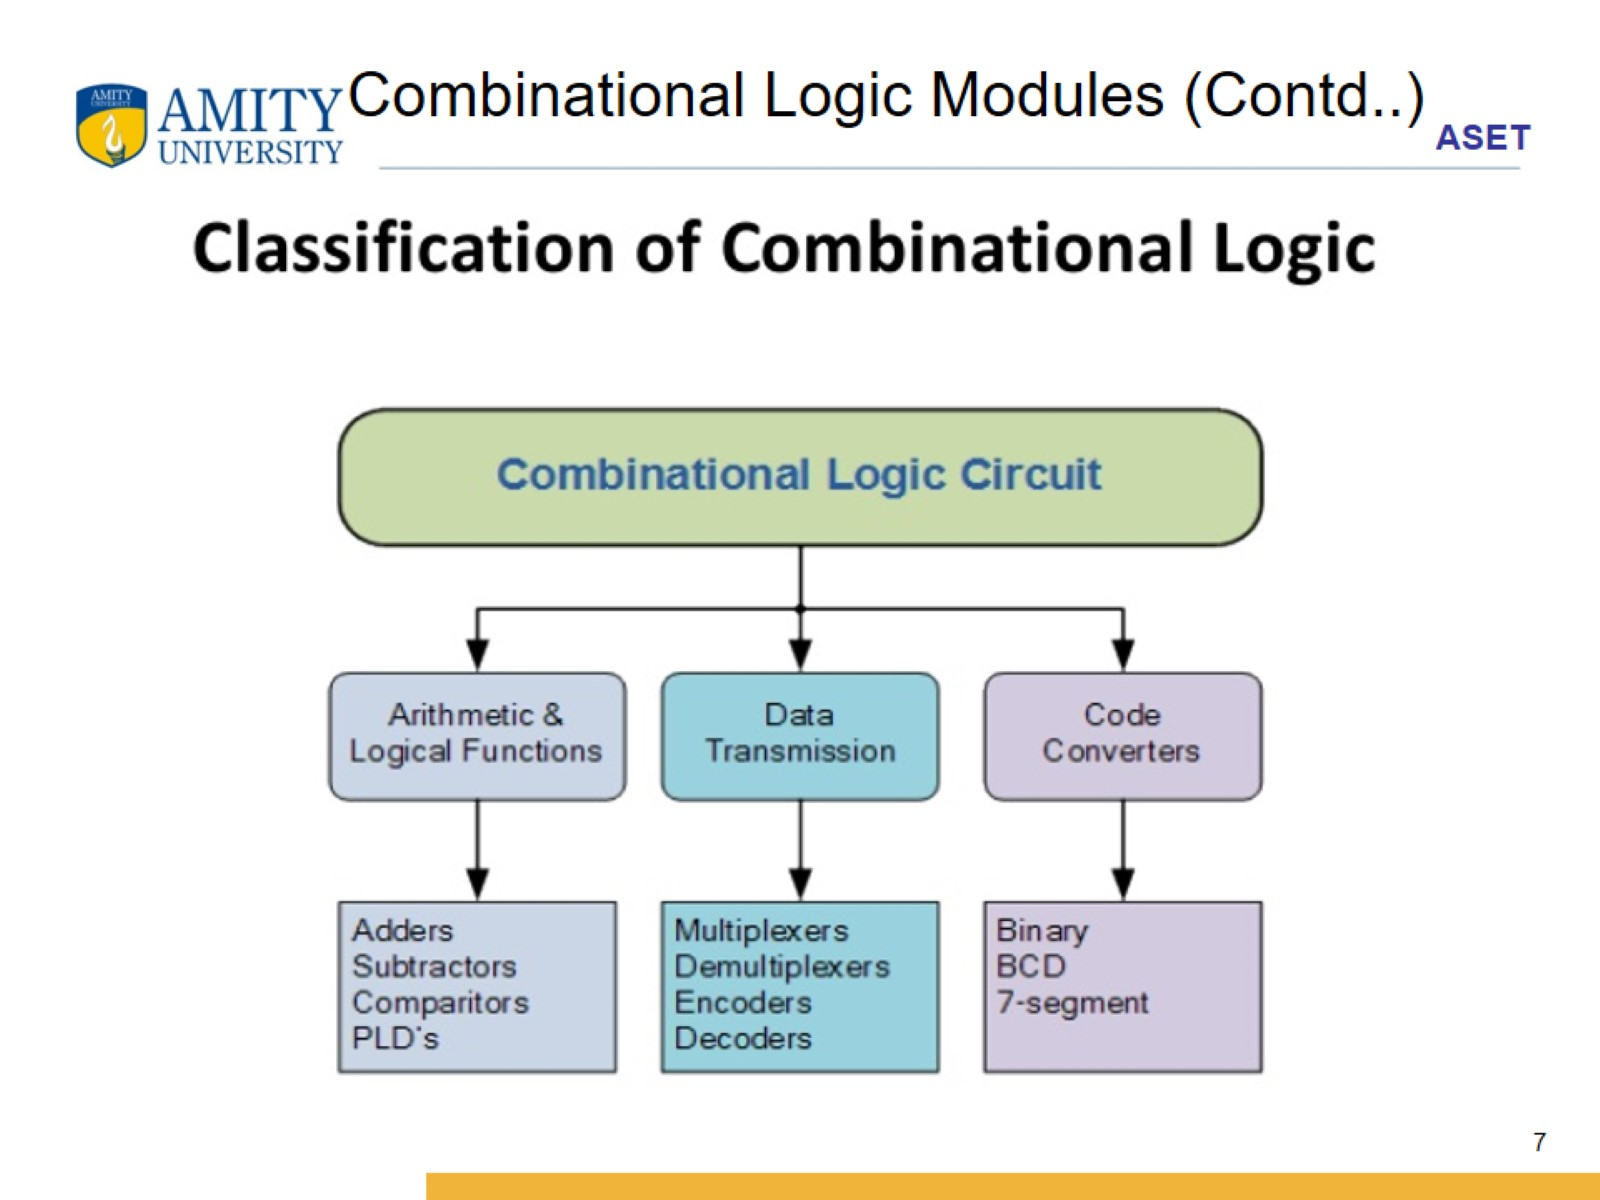 Combinational Logic Modules (Contd..)
AMITY
UNIVERSITY
AMITY
UNIVERSITY
ASET
Classification of Combinational Logic
Combinational Logic Circuit
Arithmetic &
Logical Functions
Data
Transmission
Code
Converters
Adders
Subtractors
Comparitors
PLD's
Multiplexers
Demultiplexers
Encoders
Decoders
Binary
BCD
7-segment
7